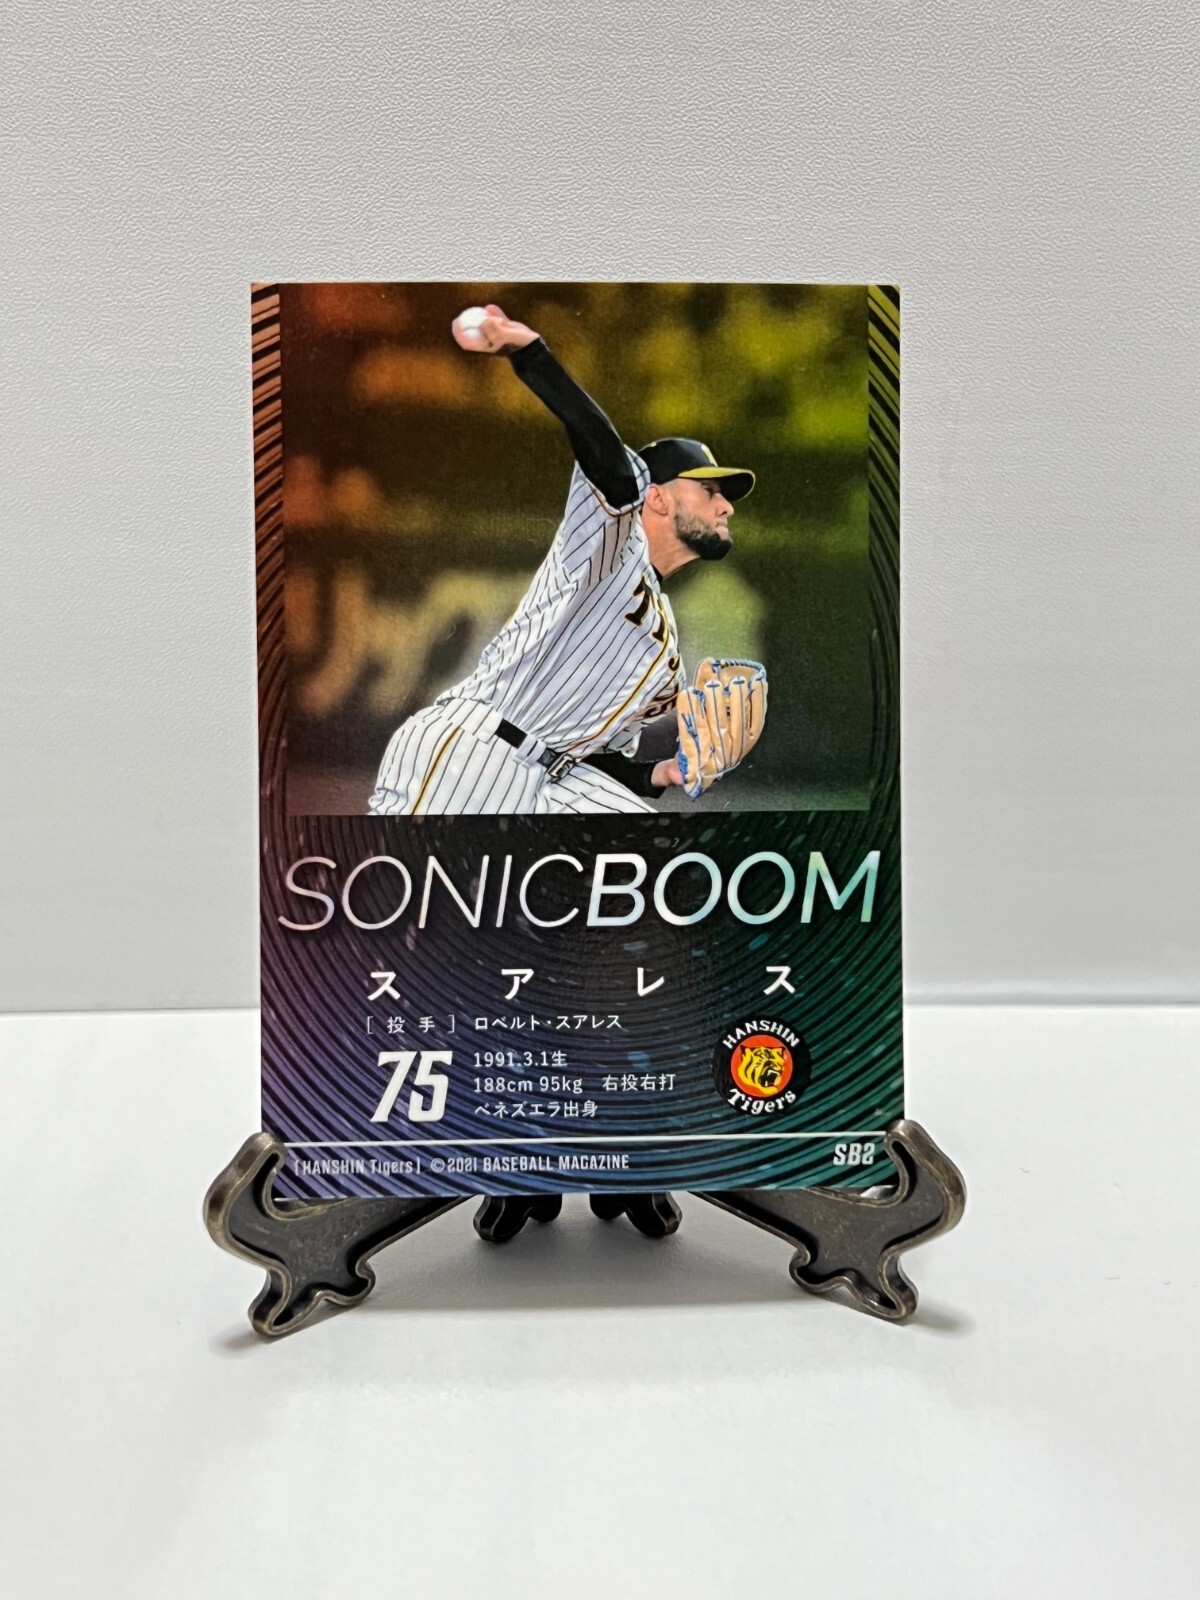 TI
SONICBOOM
スアレス
[投手] ロベルト・スアレス
75
1991.3.1生
188cm 95kg 右投右打
ベネズエラ出身
HANSHIN
Tigers
[HANSHIN Tigers] ©2021 BASEBALL MAGAZINE
SB2